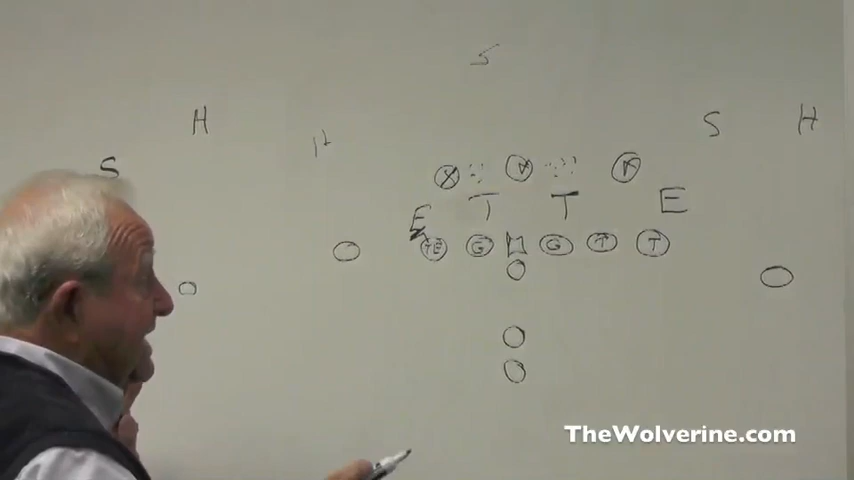 S
H S H
H
S
E T T E
TE G G T T
TheWolverine.com